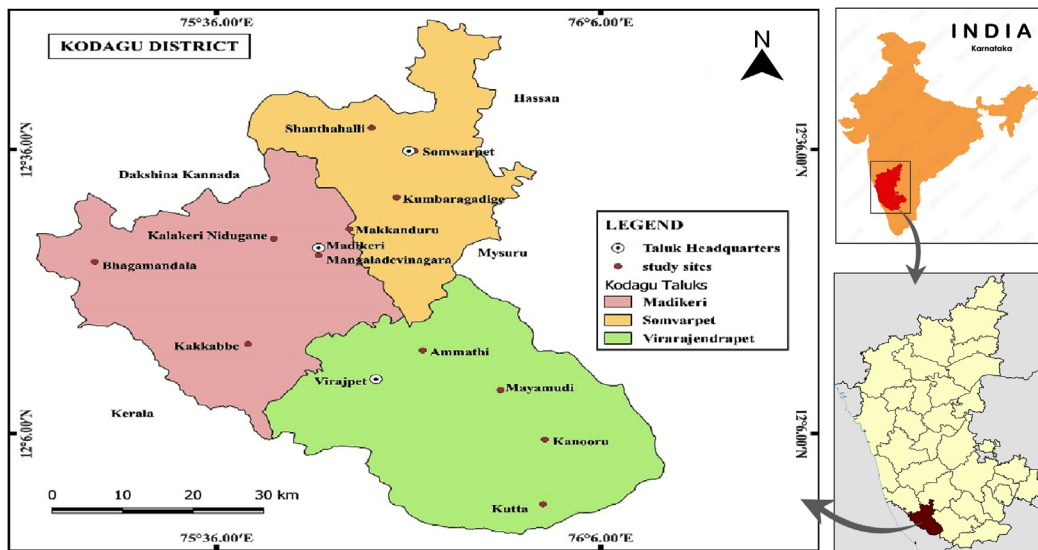 75°36.00′E
76°6.00′E
KODAGU DISTRICT
N
Hassan
Shanthahalli
Somwarpet
12°36.00′N
12°36.00′N
Dakshina Kannada
Kumbaragadige
Makkanduru
Kalakeri Nidugane
Madikeri
Mangaladevinagara
Bhagamandala
Mysuru
LEGEND
Taluk Headquarters
study sites
Kodagu Taluks
Madikeri
Somvarpet
Virarajendrapet
Kakkabbe
Ammathi
Virajpet
Mayamudi
Kerala
12°6.00′N
12°6.00′N
Kanooru
0 10 20 30 km
Kutta
75°36.00′E
76°6.00′E
INDIA
Karnataka